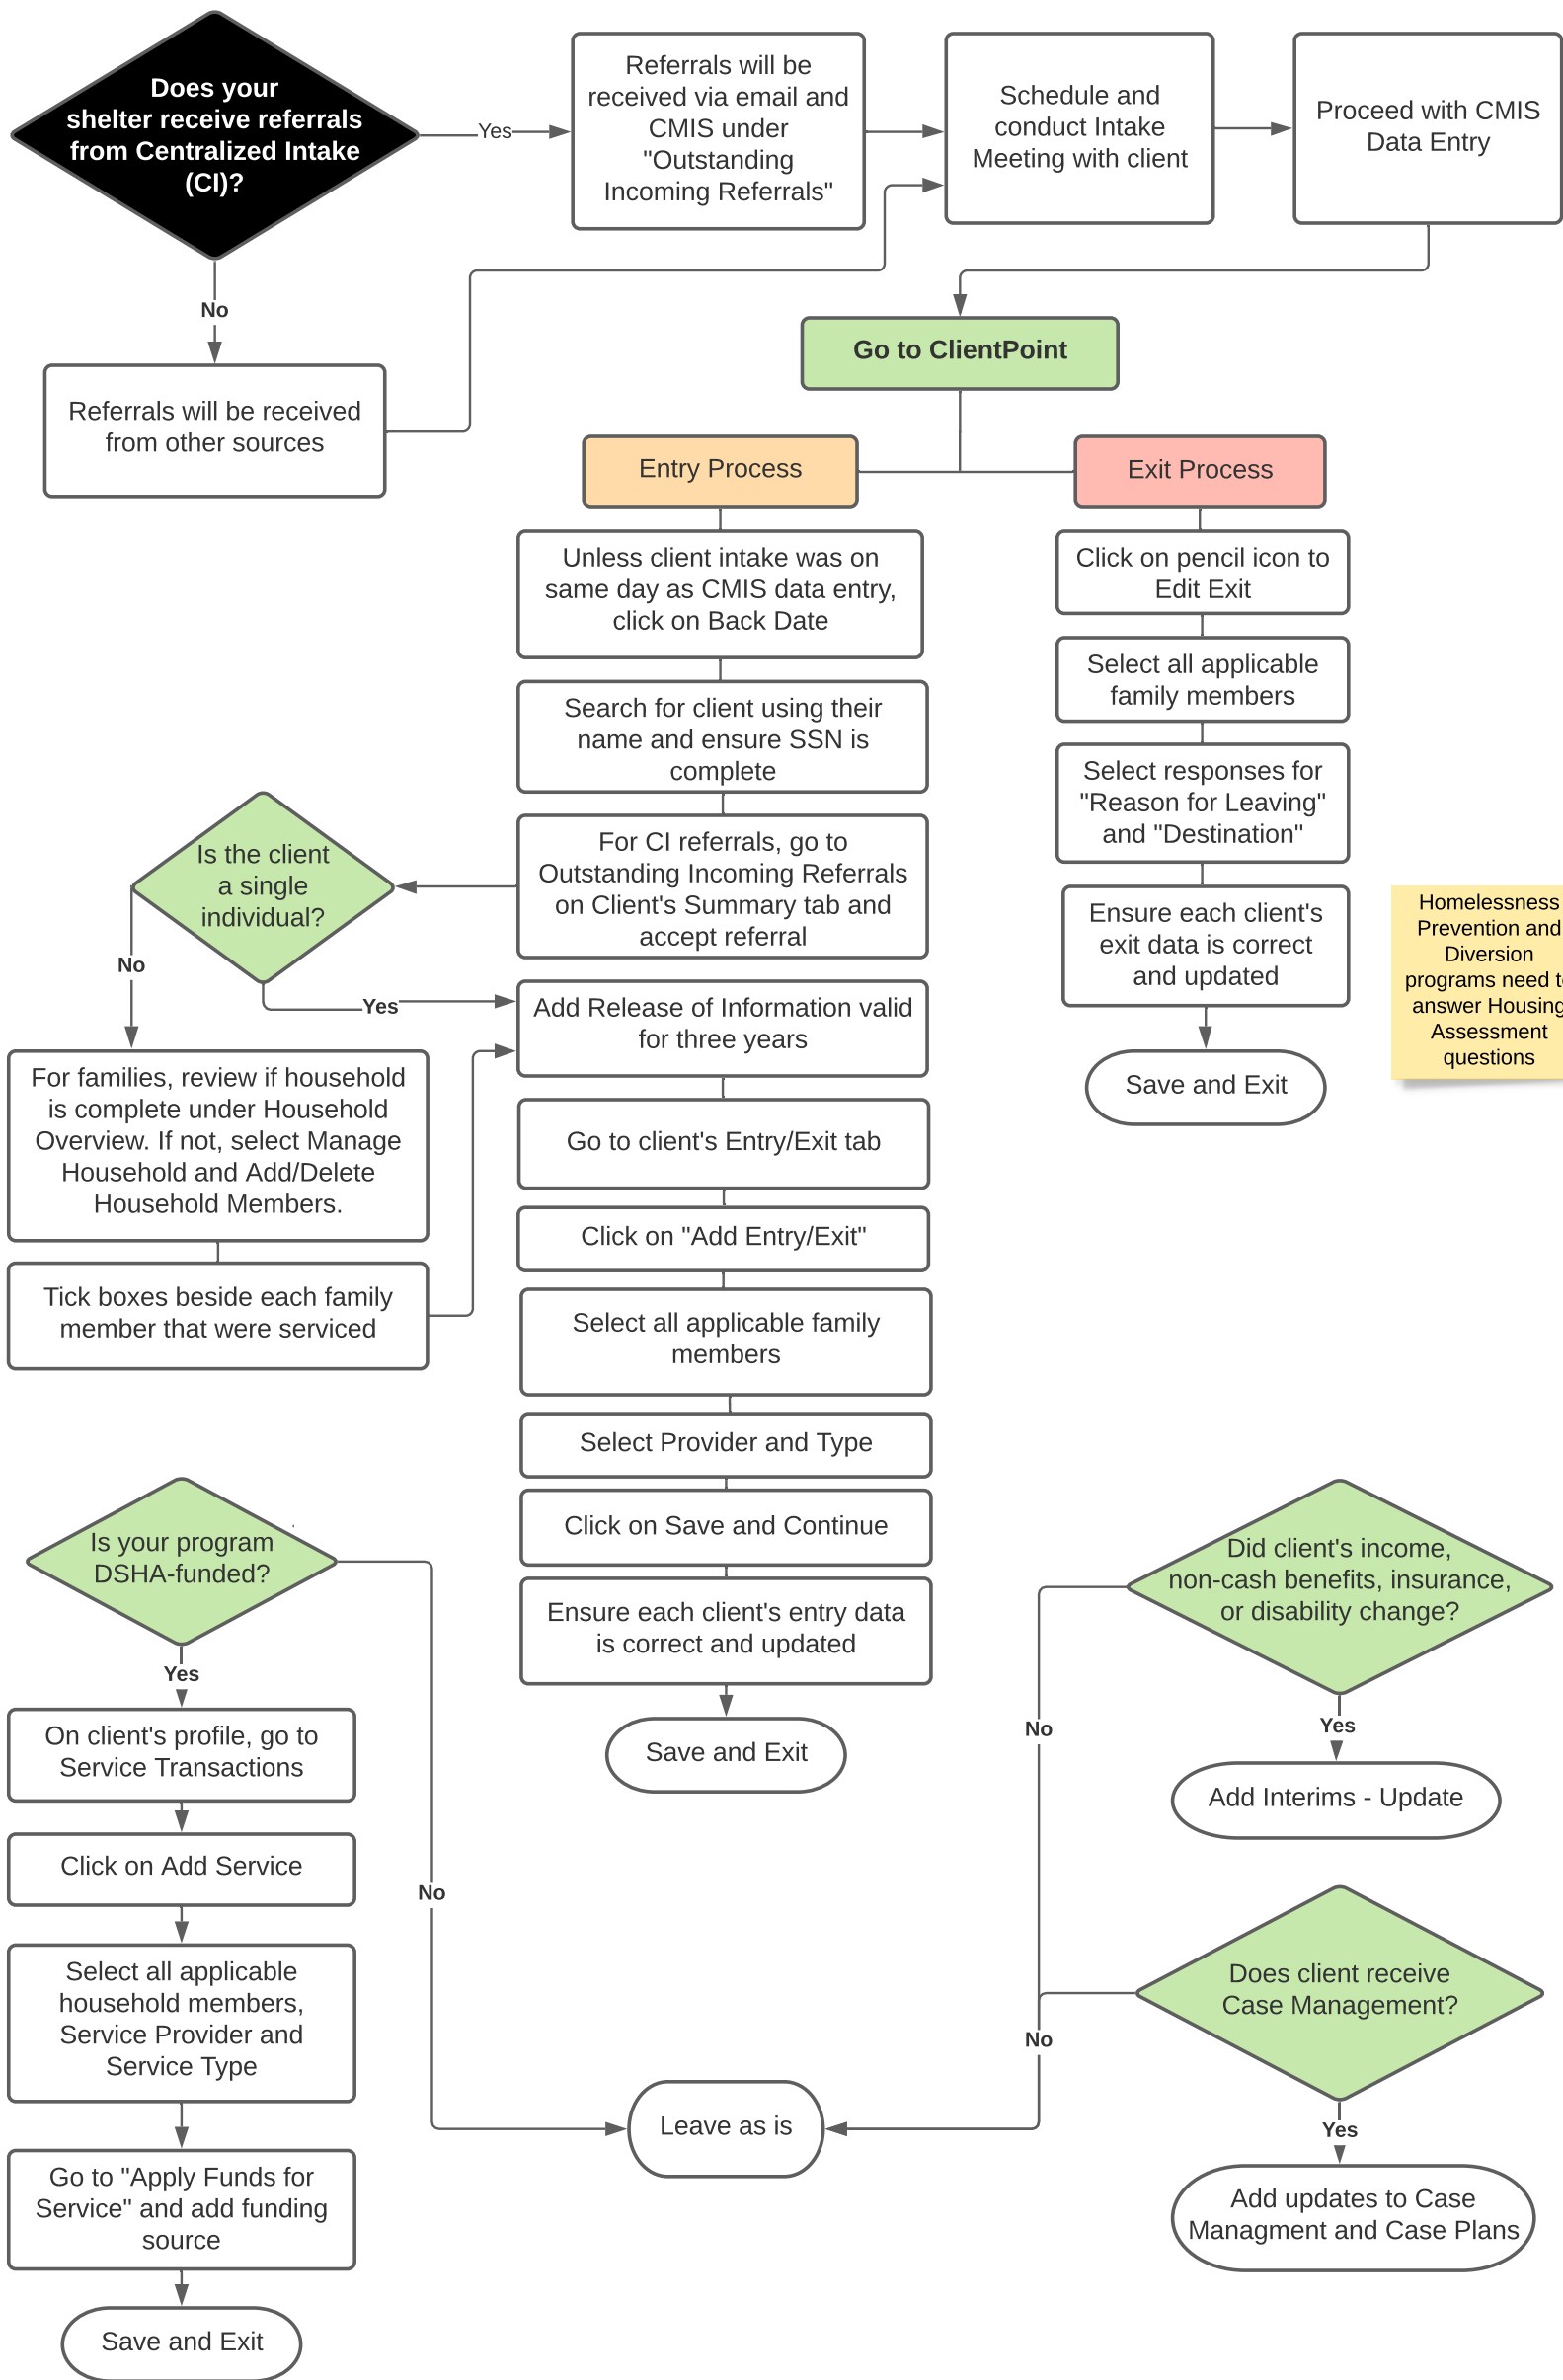 Does your
shelter receive referrals
from Centralized Intake
(CI)?
Yes
Referrals will be
received via email and
CMIS under
"Outstanding
Incoming Referrals"
Schedule and
conduct Intake
Meeting with client
Proceed with CMIS
Data Entry
No
Referrals will be received
from other sources
Go to ClientPoint
Entry Process
Exit Process
Unless client intake was on
same day as CMIS data entry,
click on Back Date
Search for client using their
name and ensure SSN is
complete
For CI referrals, go to
Outstanding Incoming Referrals
on Client's Summary tab and
accept referral
Is the client
a single
individual?
No
Yes
For families, review if household
is complete under Household
Overview. If not, select Manage
Household and Add/Delete
Household Members.
Tick boxes beside each family
member that were serviced
Add Release of Information valid
for three years
Go to client's Entry/Exit tab
Click on "Add Entry/Exit"
Select all applicable family
members
Select Provider and Type
Click on Save and Continue
Ensure each client's entry data
is correct and updated
Save and Exit
Click on pencil icon to
Edit Exit
Select all applicable
family members
Select responses for
"Reason for Leaving"
and "Destination"
Ensure each client's
exit data is correct
and updated
Save and Exit
Homelessness
Prevention and
Diversion
programs need
answer Housing
Assessment
questions
Is your program
DSHA-funded?
Yes
On client's profile, go to
Service Transactions
Click on Add Service
Select all applicable
household members,
Service Provider and
Service Type
Go to "Apply Funds for
Service" and add funding
source
Save and Exit
No
Leave as is
Did client's income,
non-cash benefits, insurance,
or disability change?
No
Yes
Add Interims - Update
Does client receive
Case Management?
No
Yes
Add updates to Case
Managment and Case Plans